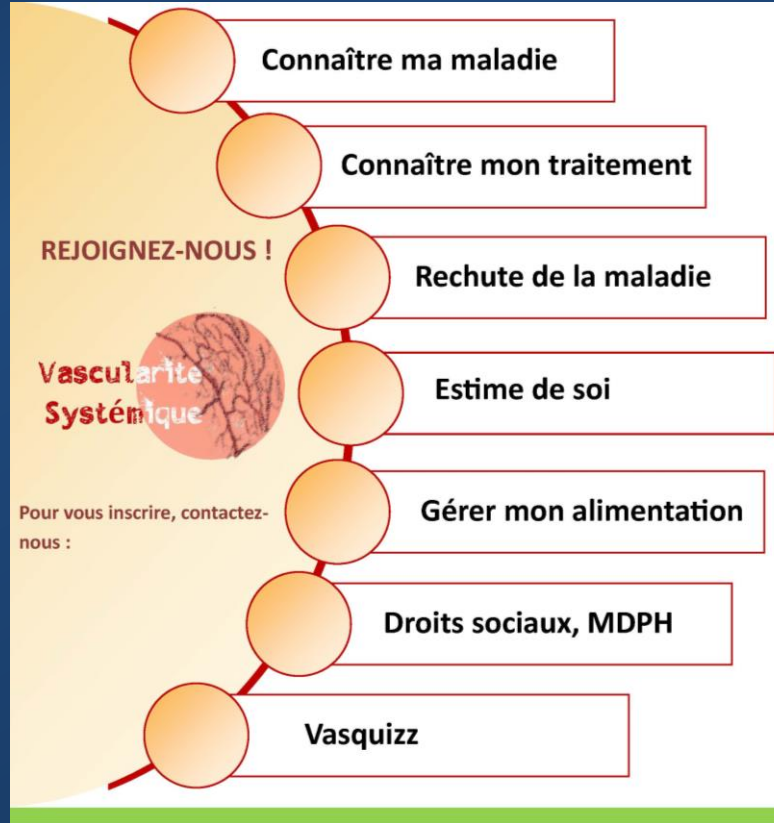 Connaître ma maladie
Connaître mon traitement
REJOIGNEZ-NOUS !
Rechute de la maladie
Vascularite
Systémique
Estime de soi
Pour vous inscrire, contactez-
nous :
Gérer mon alimentation
Droits sociaux, MDPH
Vasquizz